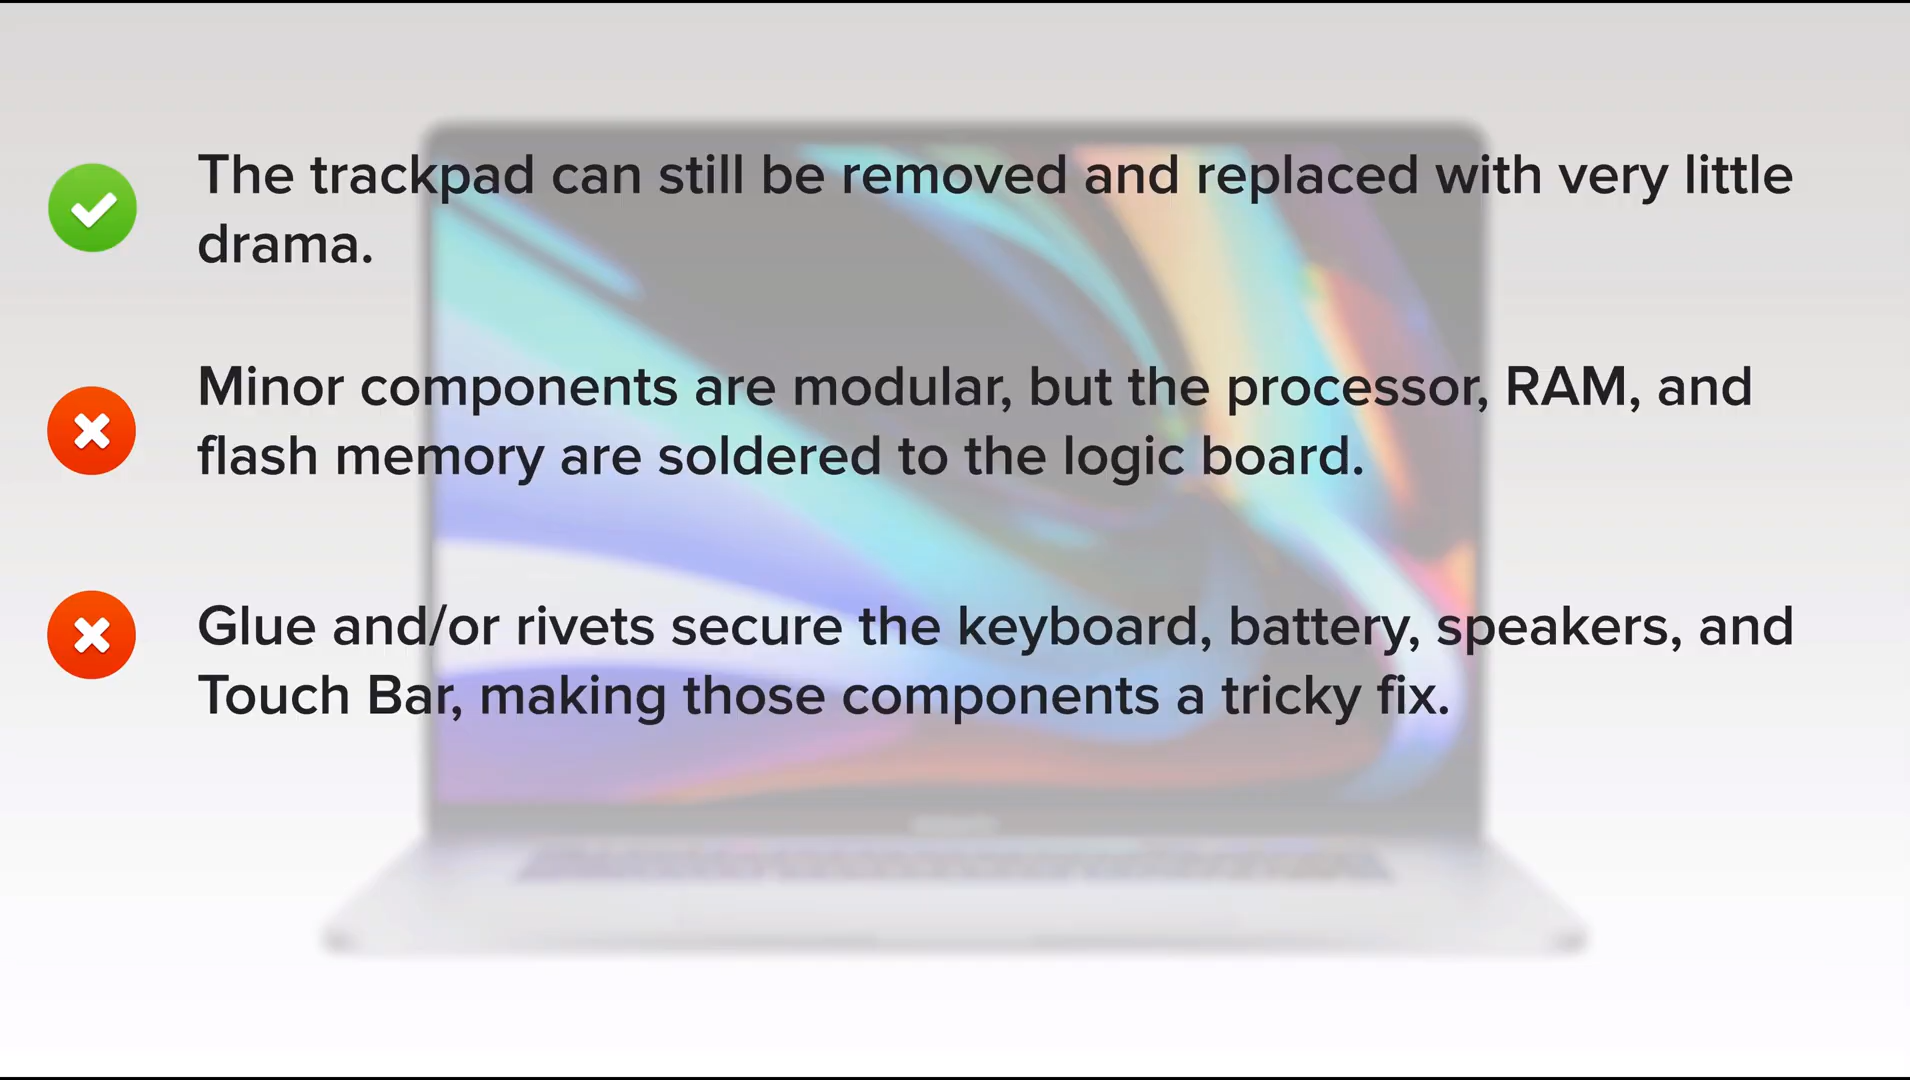 The trackpad can still be removed and replaced with very little
drama.
Minor components are modular, but the processor, RAM, and
flash memory are soldered to the logic board.
Glue and/or rivets secure the keyboard, battery, speakers, and
Touch Bar, making those components a tricky fix.